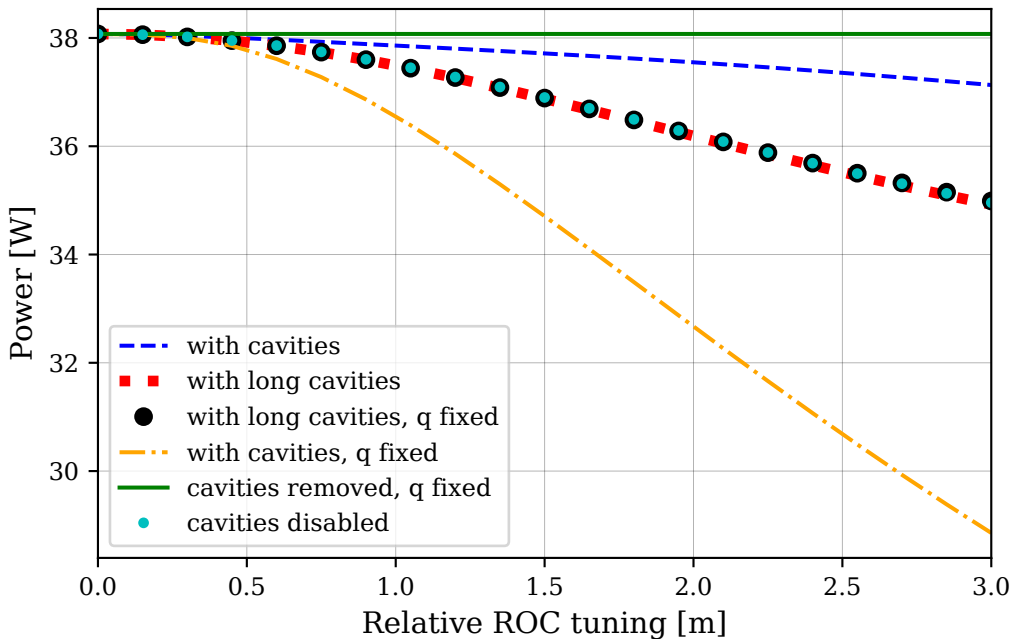 38
36
34
32
30
Power [W]
with cavities
with long cavities
with long cavities, q fixed
with cavities, q fixed
cavities removed, q fixed
cavities disabled
0.0 0.5 1.0 1.5 2.0 2.5 3.0
Relative ROC tuning [m]